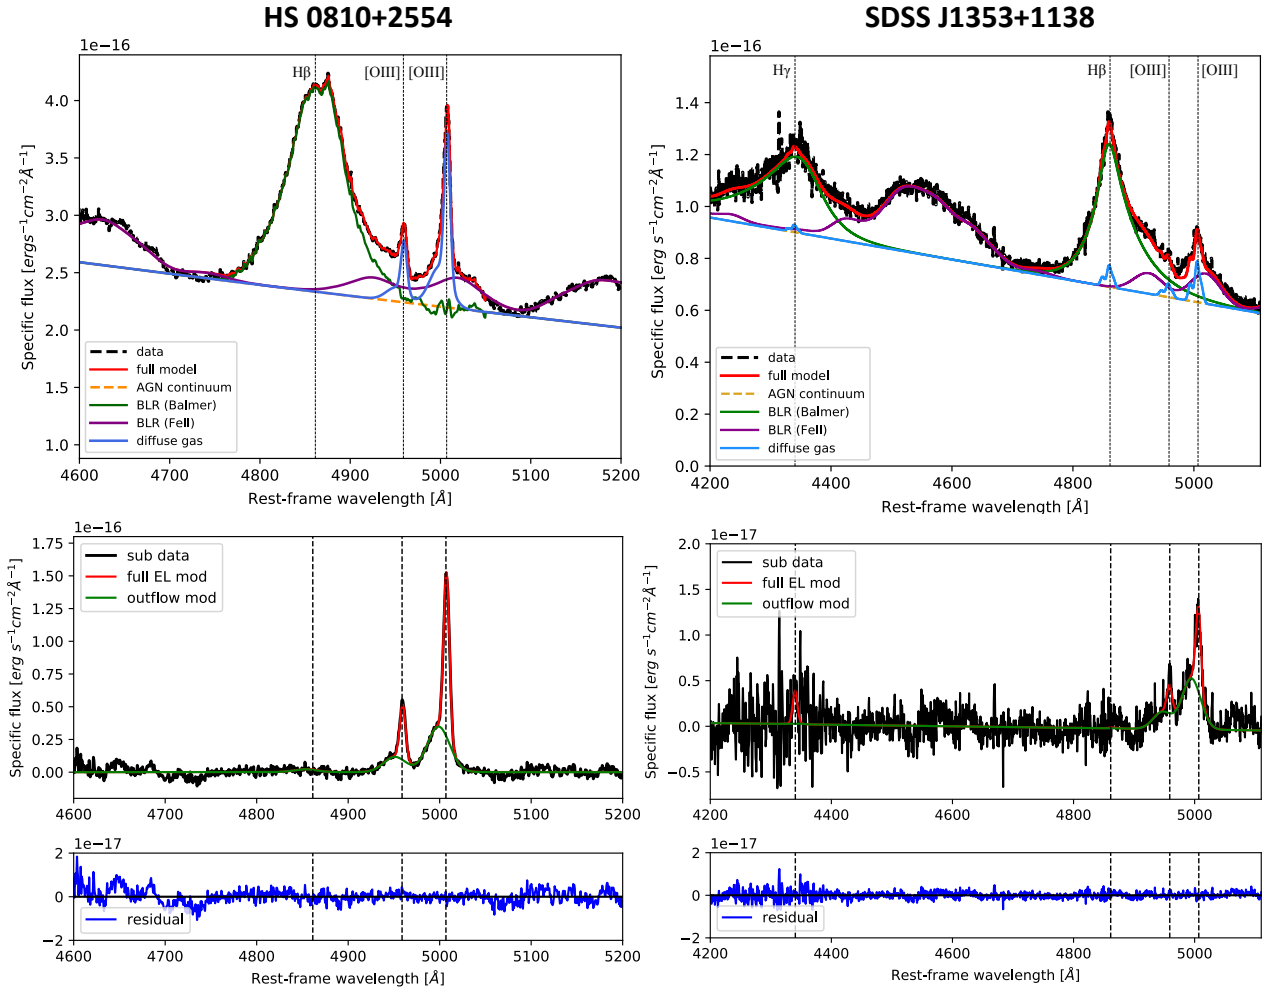 HS 0810+2554
SDSS J1353+1138
1e−16
Hβ
[OIII]
[OIII]
4.0
3.5
3.0
2.5
2.0
1.5
1.0
Specific flux [ergs⁻¹cm⁻²Å⁻¹]
data
full model
AGN continuum
BLR (Balmer)
BLR (FeII)
diffuse gas
4600
4700
4800
4900
5000
5100
5200
Rest-frame wavelength [Å]
1e−16
Hγ
Hβ
[OIII]
[OIII]
1.4
1.2
1.0
0.8
0.6
0.4
0.2
0.0
Specific flux [erg s⁻¹cm⁻²Å⁻¹]
data
full model
AGN continuum
BLR (Balmer)
BLR (FeII)
diffuse gas
4200
4400
4600
4800
5000
Rest-frame wavelength [Å]
1e−16
1.75
1.50
1.25
1.00
0.75
0.50
0.25
0.00
Specific flux [erg s⁻¹cm⁻²Å⁻¹]
sub data
full EL mod
outflow mod
4600
4700
4800
4900
5000
5100
5200
1e−17
2.0
1.5
1.0
0.5
0.0
−0.5
Specific flux [erg s⁻¹cm⁻²Å⁻¹]
sub data
full EL mod
outflow mod
4200
4400
4600
4800
5000
1e−17
2
0
−2
residual
4600
4700
4800
4900
5000
5100
5200
Rest-frame wavelength [Å]
1e−17
2
0
−2
residual
4200
4400
4600
4800
5000
Rest-frame wavelength [Å]